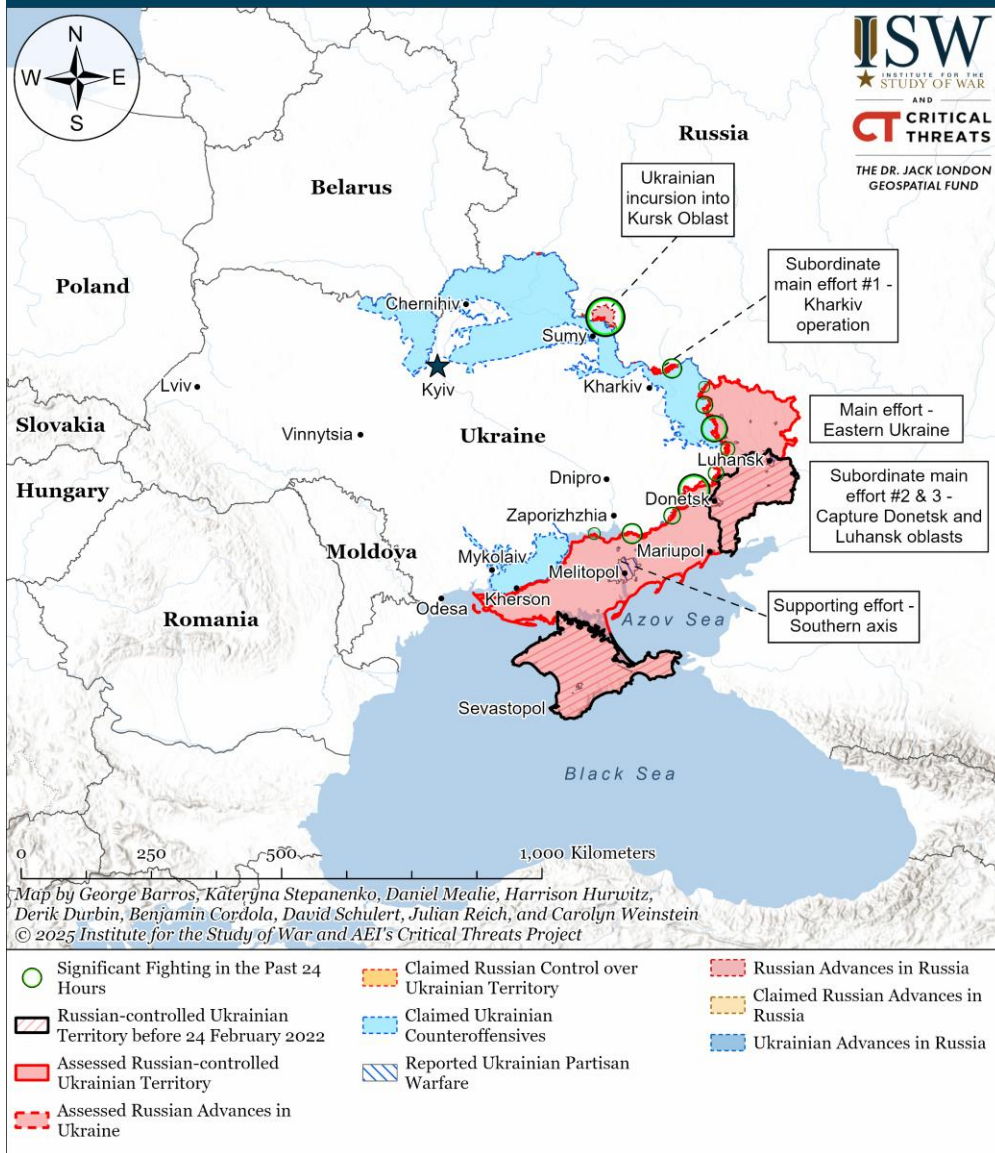 N
W E
S
ISW
INSTITUTE FOR THE
STUDY OF WAR
AND
CT CRITICAL
THREATS
THE DR. JACK LONDON
GEOSPATIAL FUND
Russia
Ukrainian
incursion into
Kursk Oblast
Belarus
Subordinate
main effort #1 -
Kharkiv
operation
Poland
Chernihiv
Sumy
Kyiv
Lviv
Kharkiv
Main effort -
Eastern Ukraine
Slovakia
Vinnytsia
Ukraine
Luhansk
Hungary
Dnipro
Donetsk
Subordinate main
effort #2 & 3 -
Capture Donetsk and
Luhansk oblasts
Zaporizhzhia
Moldova
Mykolaiv
Mariupol
Melitopol
Kherson
Odesa
Supporting effort -
Southern axis
Romania
Azov Sea
Sevastopol
Black Sea
0 250 500 1,000 Kilometers
Map by George Barros, Kateryna Stepanenko, Daniel Mealie, Harrison Hurwitz,
Derik Durbin, Benjamin Cordola, David Schulert, Julian Reich, and Carolyn Weinstein
© 2025 Institute for the Study of War and AEI's Critical Threats Project
Significant Fighting in the Past 24
Hours
Russian-controlled Ukrainian
Territory before 24 February 2022
Assessed Russian-controlled
Ukrainian Territory
Assessed Russian Advances in
Ukraine
Claimed Russian Control over
Ukrainian Territory
Claimed Ukrainian
Counteroffensives
Reported Ukrainian Partisan
Warfare
Russian Advances in Russia
Claimed Russian Advances in
Russia
Ukrainian Advances in Russia